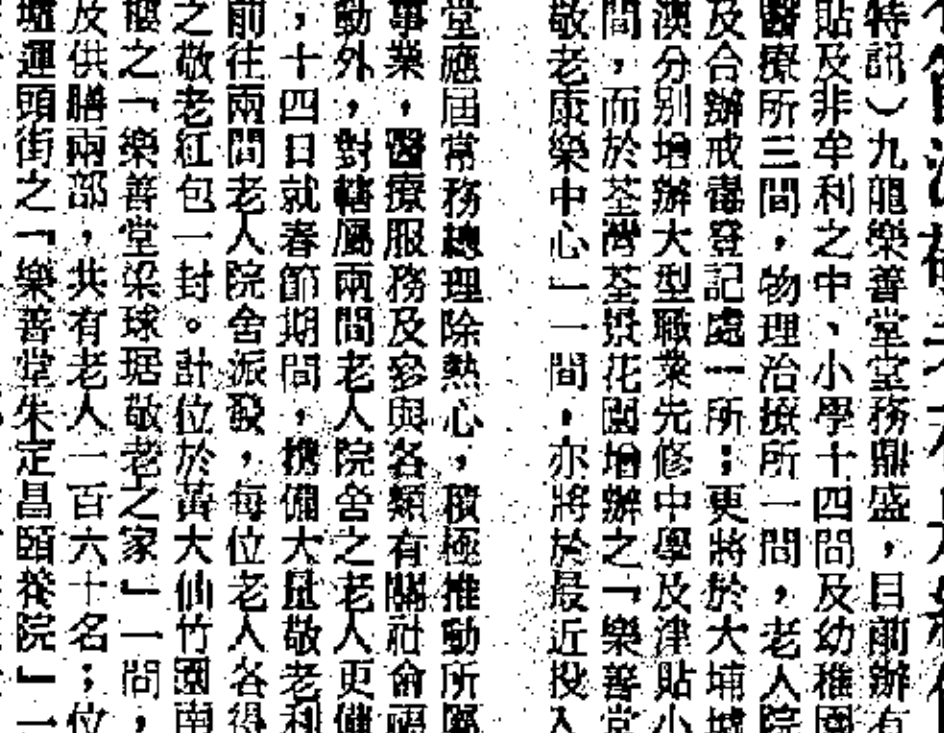 特訊︶九龍樂善堂堂務鼎盛，目前辦有
貼及非牟利之中、小學十四間及幼稚園
醫療所三間，物理治療所一間，老人院
及合辦戒毒登記處一所；更將於大埔墟
澳分別增辦大型職業先修中學及津貼小
間，而於荃灣荃景花園增辦之「樂善堂
敬老康樂中心」一間，亦將於最近投入
堂應屆常務總理除熱心，積極推動所屬
事業，醫療服務及參與各類有關社會福
動外，對轄屬兩間老人院舍之老人更備
，十四日就春節期間，携備大量敬老利
前往兩間老人院舍派發，每位老人各得
之敬老紅包一封。計位於黃大仙竹園南
樓之「樂善堂梁球琚敬老之家」一間，
放供膳兩部，共有老人一百六十名；位
壢運頭街之「樂善堂朱定昌頤養院」一